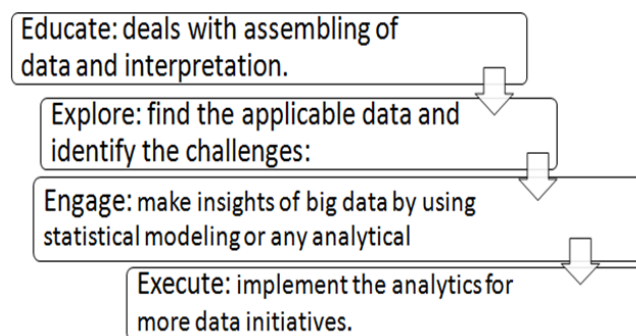 Educate: deals with assembling of
data and interpretation.
Explore: find the applicable data and
identify the challenges:
Engage: make insights of big data by using
statistical modeling or any analytical
Execute: implement the analytics for
more data initiatives.